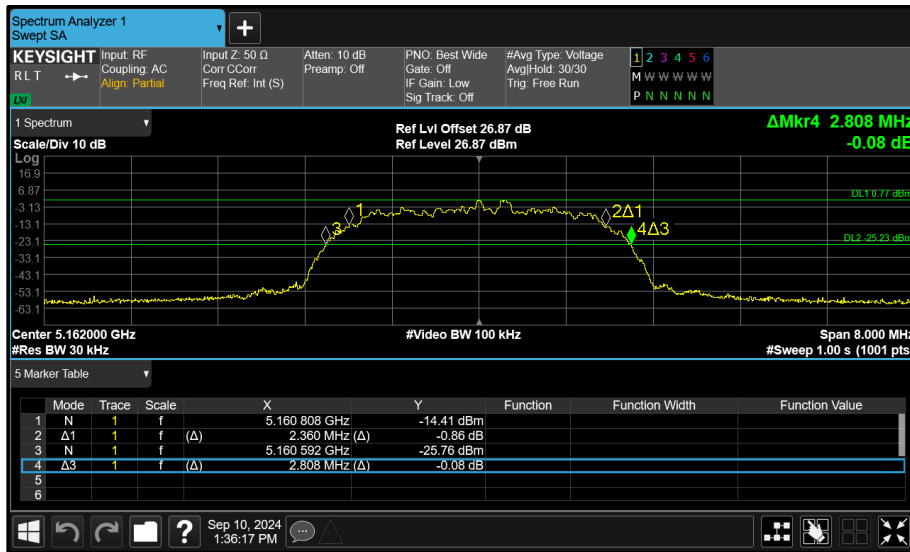 Spectrum Analyzer 1
Swept SA
KEYSIGHT
RLT
LXI
Input: RF
Coupling: AC
Align: Partial
Input Z: 50 Ω
Corr CCorr
Freq Ref: Int (S)
Atten: 10 dB
Preamp: Off
PNO: Best Wide
Gate: Off
IF Gain: Low
Sig Track: Off
#Avg Type: Voltage
Avg|Hold: 30/30
Trig: Free Run
1 2 3 4 5 6
M W W W W W
P N N N N N
1 Spectrum
Scale/Div 10 dB
Ref Lvl Offset 26.87 dB
Ref Level 26.87 dBm
ΔMkr4 2.808 MHz
-0.08 dB
Log
16.9
6.87
-3.13
-13.1
-23.1
-33.1
-43.1
-53.1
-63.1
DL1 0.77 dBm
DL2 -25.23 dBm
1
2Δ1
3
4Δ3
Center 5.162000 GHz
#Video BW 100 kHz
Span 8.000 MHz
#Res BW 30 kHz
#Sweep 1.00 s (1001 pts
5 Marker Table
Mode Trace Scale X Y Function Function Width Function Value
1 N 1 f 5.160 808 GHz -14.41 dBm
2 Δ1 1 f (Δ) 2.360 MHz (Δ) -0.86 dB
3 N 1 f 5.160 592 GHz -25.76 dBm
4 Δ3 1 f (Δ) 2.808 MHz (Δ) -0.08 dB
5
6
?
Sep 10, 2024
1:36:17 PM